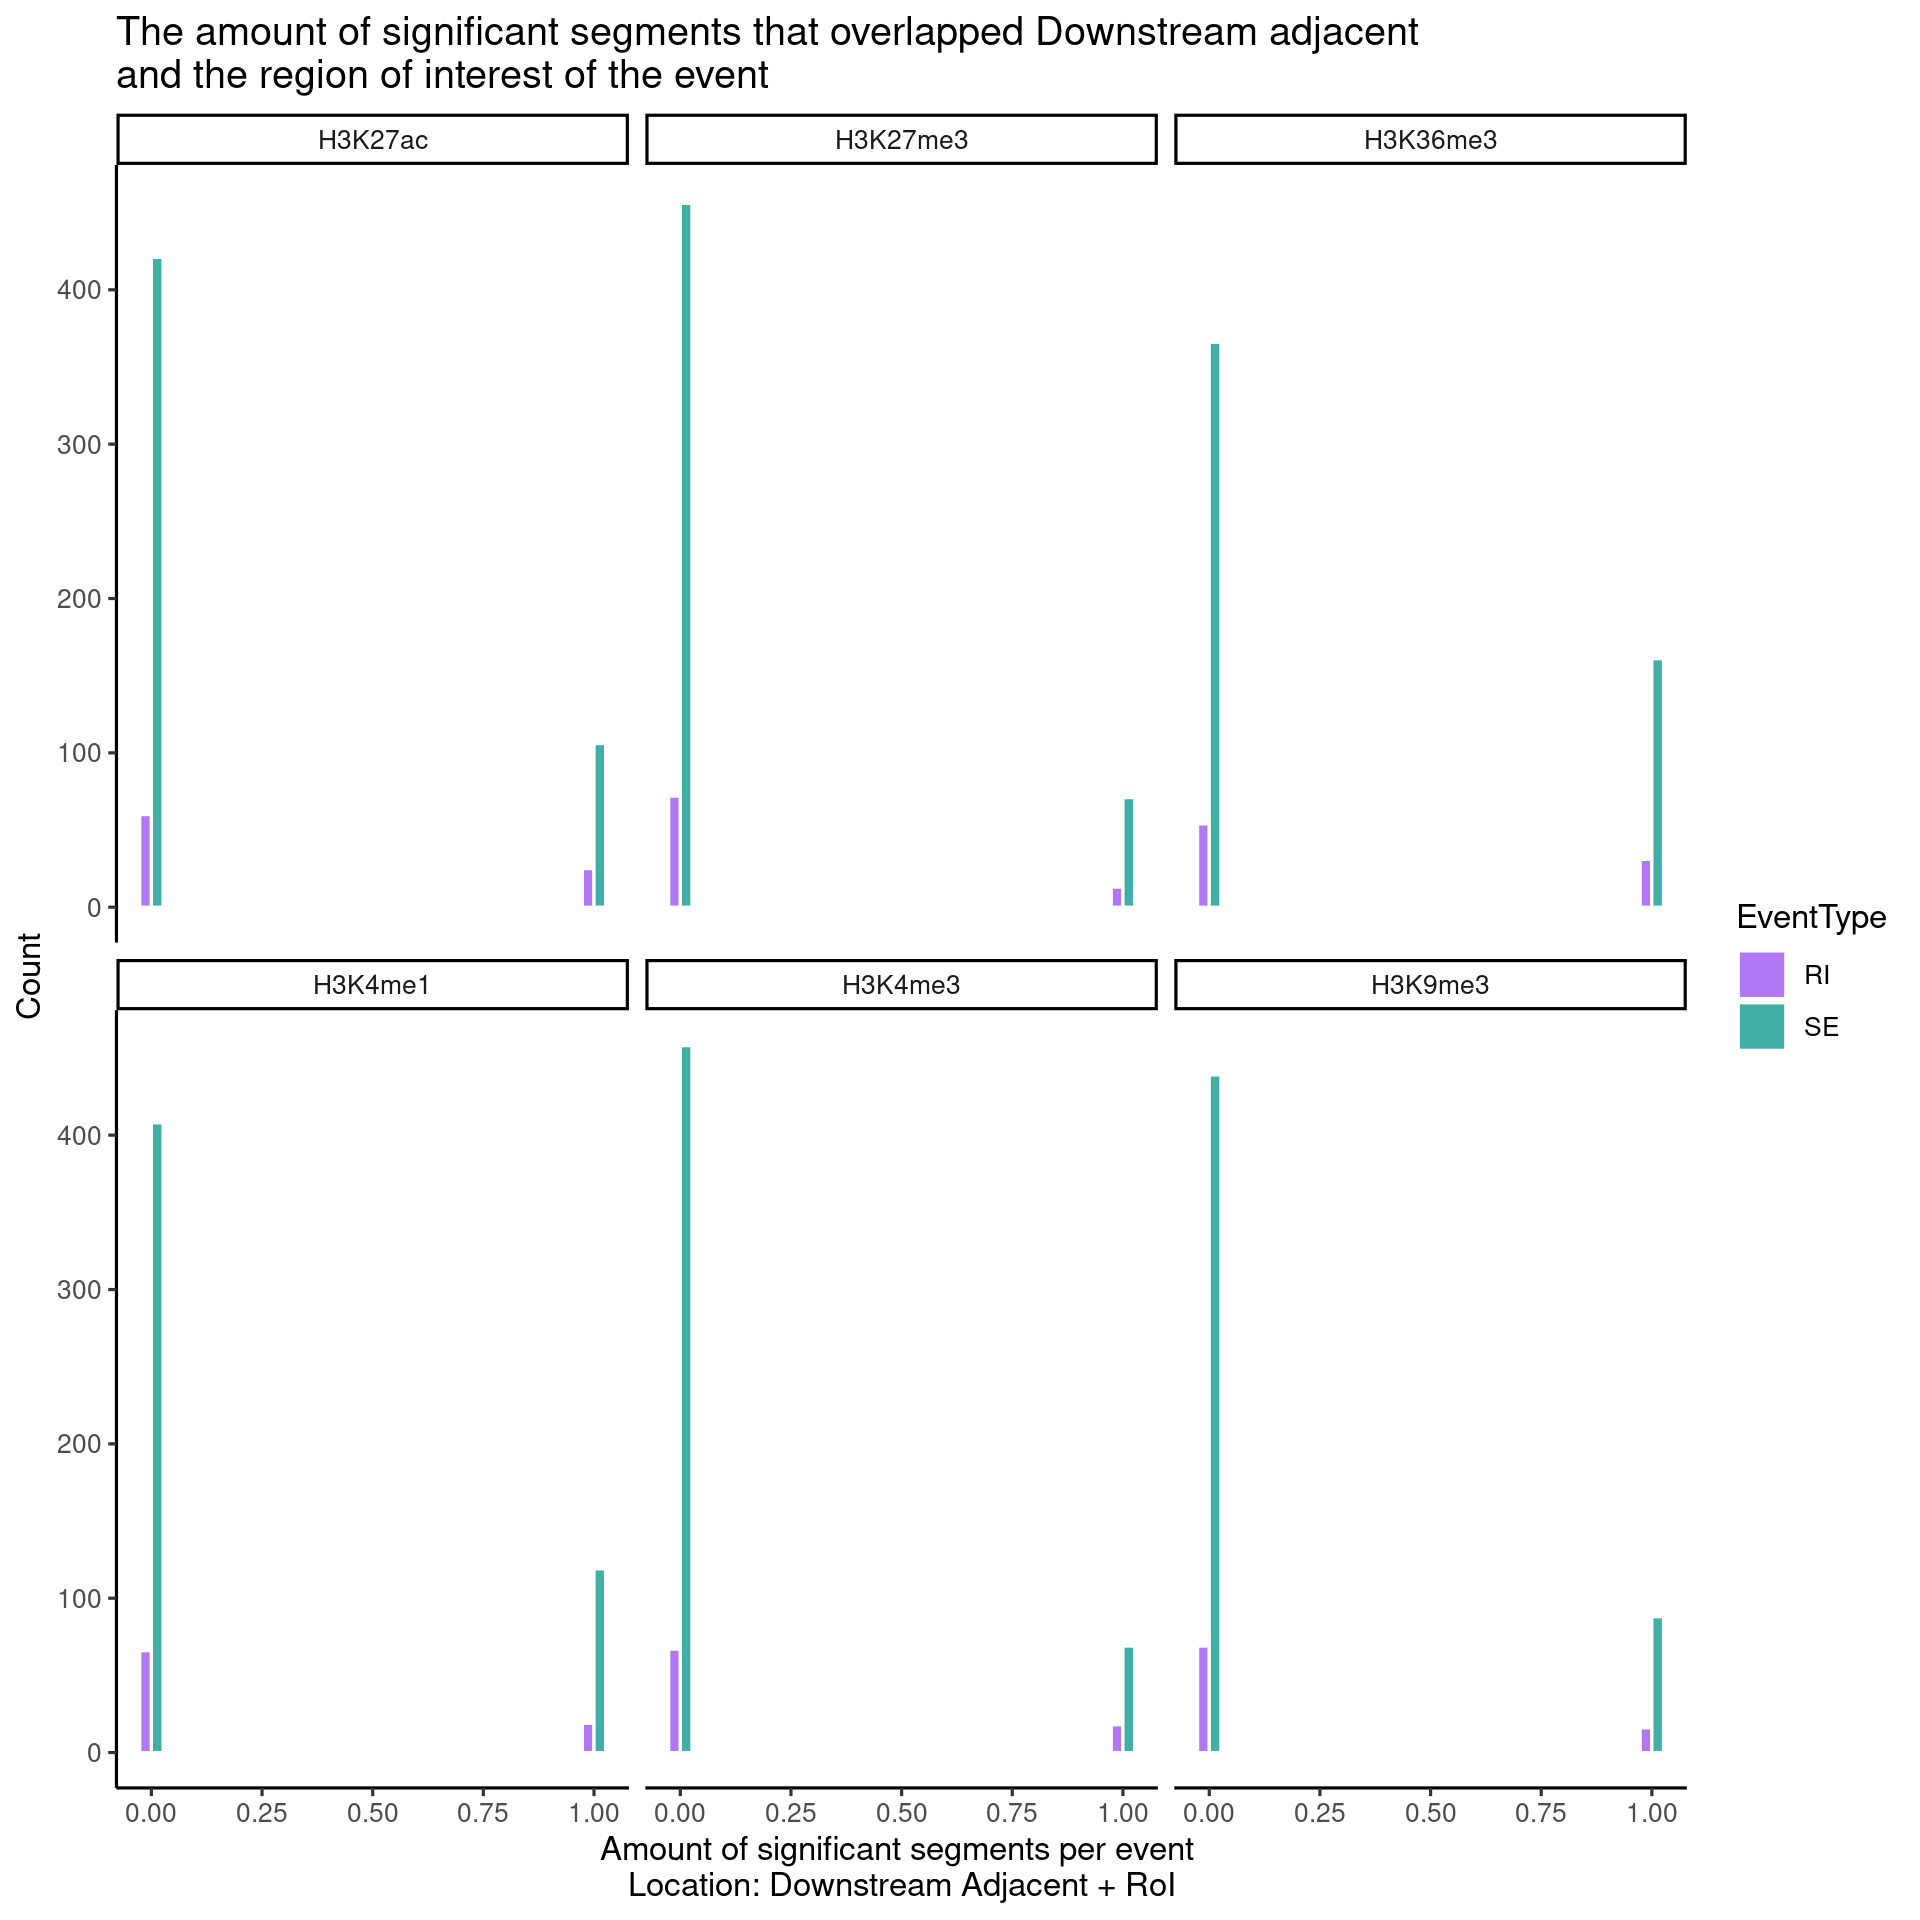 The amount of significant segments that overlapped Downstream adjacent
and the region of interest of the event
H3K27ac
H3K27me3
H3K36me3
400
300
200
100
0
Count
H3K4me1
H3K4me3
H3K9me3
400
300
200
100
0
EventType
RI
SE
0.00 0.25 0.50 0.75 1.00
0.00 0.25 0.50 0.75 1.00
0.00 0.25 0.50 0.75 1.00
Amount of significant segments per event
Location: Downstream Adjacent + RoI